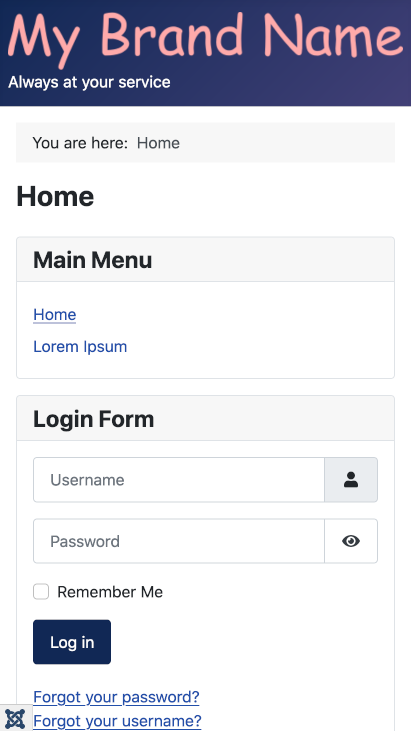 My Brand Name
Always at your service
You are here: Home
Home
Main Menu
Home
Lorem Ipsum
Login Form
Username
Password
Remember Me
Log in
Forgot your password?
Forgot your username?